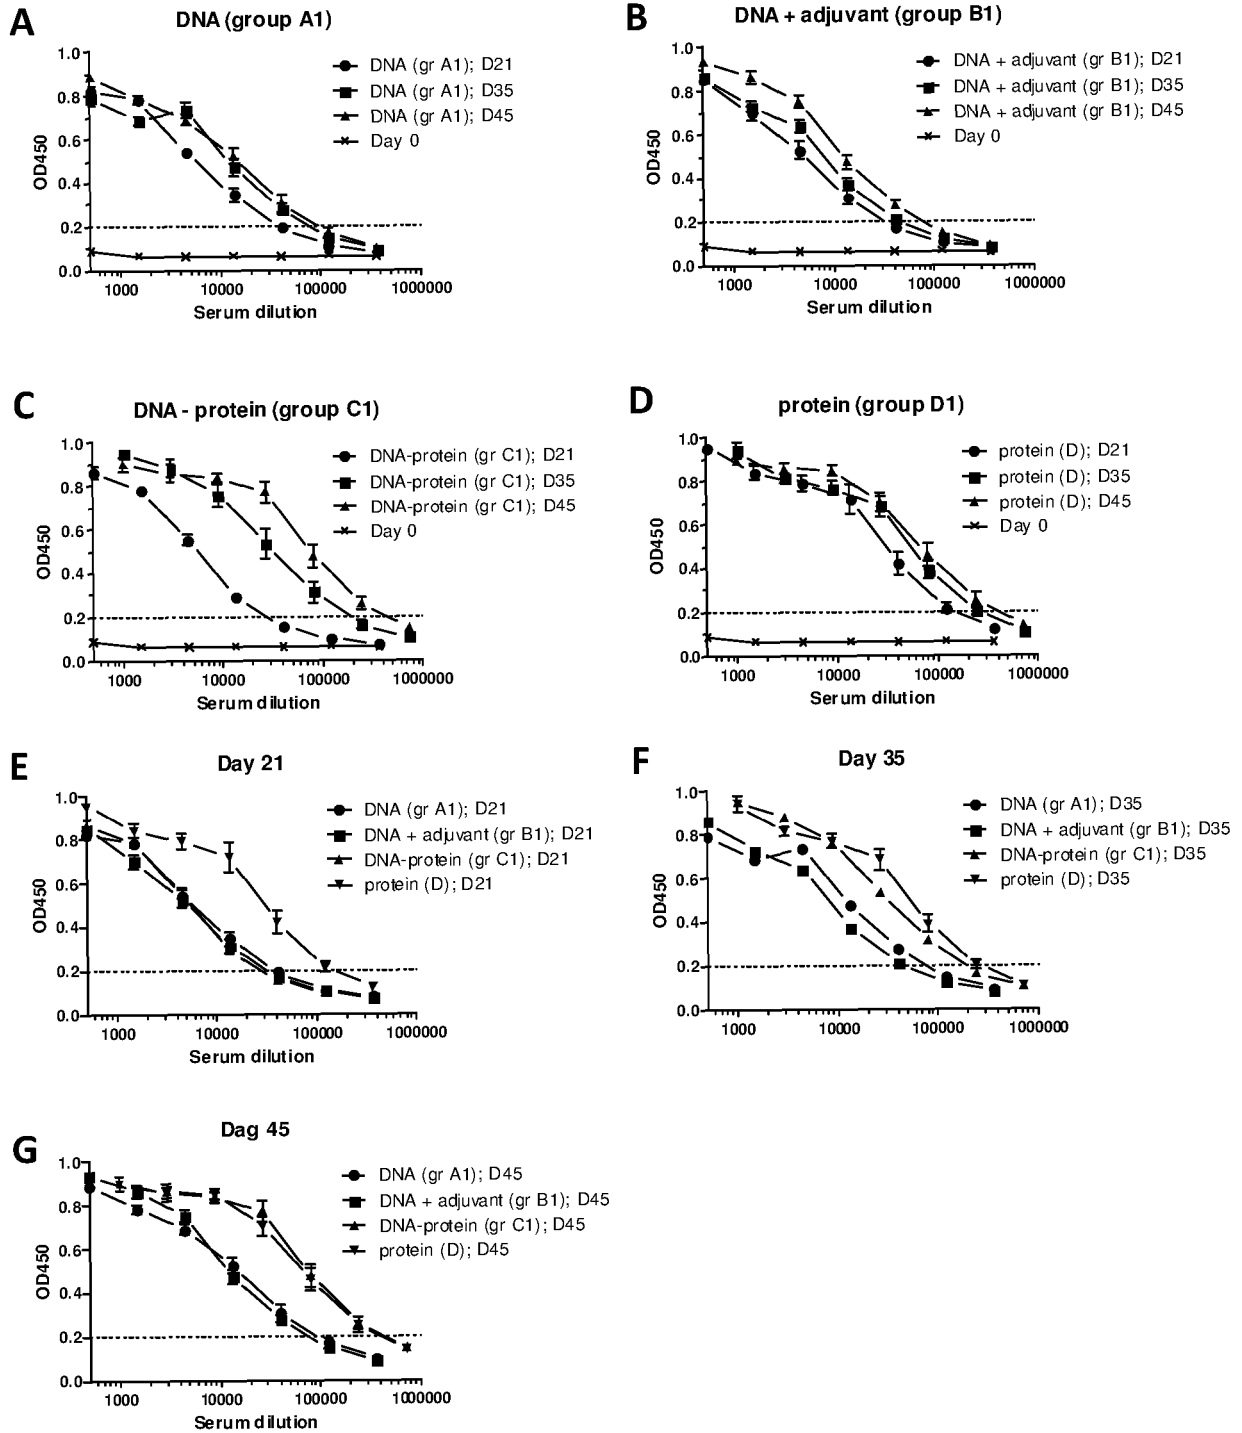 A
DNA (group A1)
1.0
0.8
0.6
0.4
0.2
0.0
OD450
1000
10000
100000
1000000
Serum dilution
DNA (gr A1); D21
DNA (gr A1); D35
DNA (gr A1); D45
Day 0
B
DNA + adjuvant (group B1)
1.0
0.8
0.6
0.4
0.2
0.0
OD450
1000
10000
100000
1000000
Serum dilution
DNA + adjuvant (gr B1); D21
DNA + adjuvant (gr B1); D35
DNA + adjuvant (gr B1); D45
Day 0
C
DNA - protein (group C1)
1.0
0.8
0.6
0.4
0.2
0.0
OD450
1000
10000
100000
1000000
Serum dilution
DNA-protein (gr C1); D21
DNA-protein (gr C1); D35
DNA-protein (gr C1); D45
Day 0
D
protein (group D1)
1.0
0.8
0.6
0.4
0.2
0.0
OD450
1000
10000
100000
1000000
Serum dilution
protein (D); D21
protein (D); D35
protein (D); D45
Day 0
E
Day 21
1.0
0.8
0.6
0.4
0.2
0.0
OD450
1000
10000
100000
1000000
Serum dilution
DNA (gr A1); D21
DNA + adjuvant (gr B1); D21
DNA-protein (gr C1); D21
protein (D); D21
F
Day 35
1.0
0.8
0.6
0.4
0.2
0.0
OD450
1000
10000
100000
1000000
DNA (gr A1); D35
DNA + adjuvant (gr B1); D35
DNA-protein (gr C1); D35
protein (D); D35
G
Dag 45
1.0
0.8
0.6
0.4
0.2
0.0
OD450
1000
10000
100000
1000000
Serum dilution
DNA (gr A1); D45
DNA + adjuvant (gr B1); D45
DNA-protein (gr C1); D45
protein (D); D45